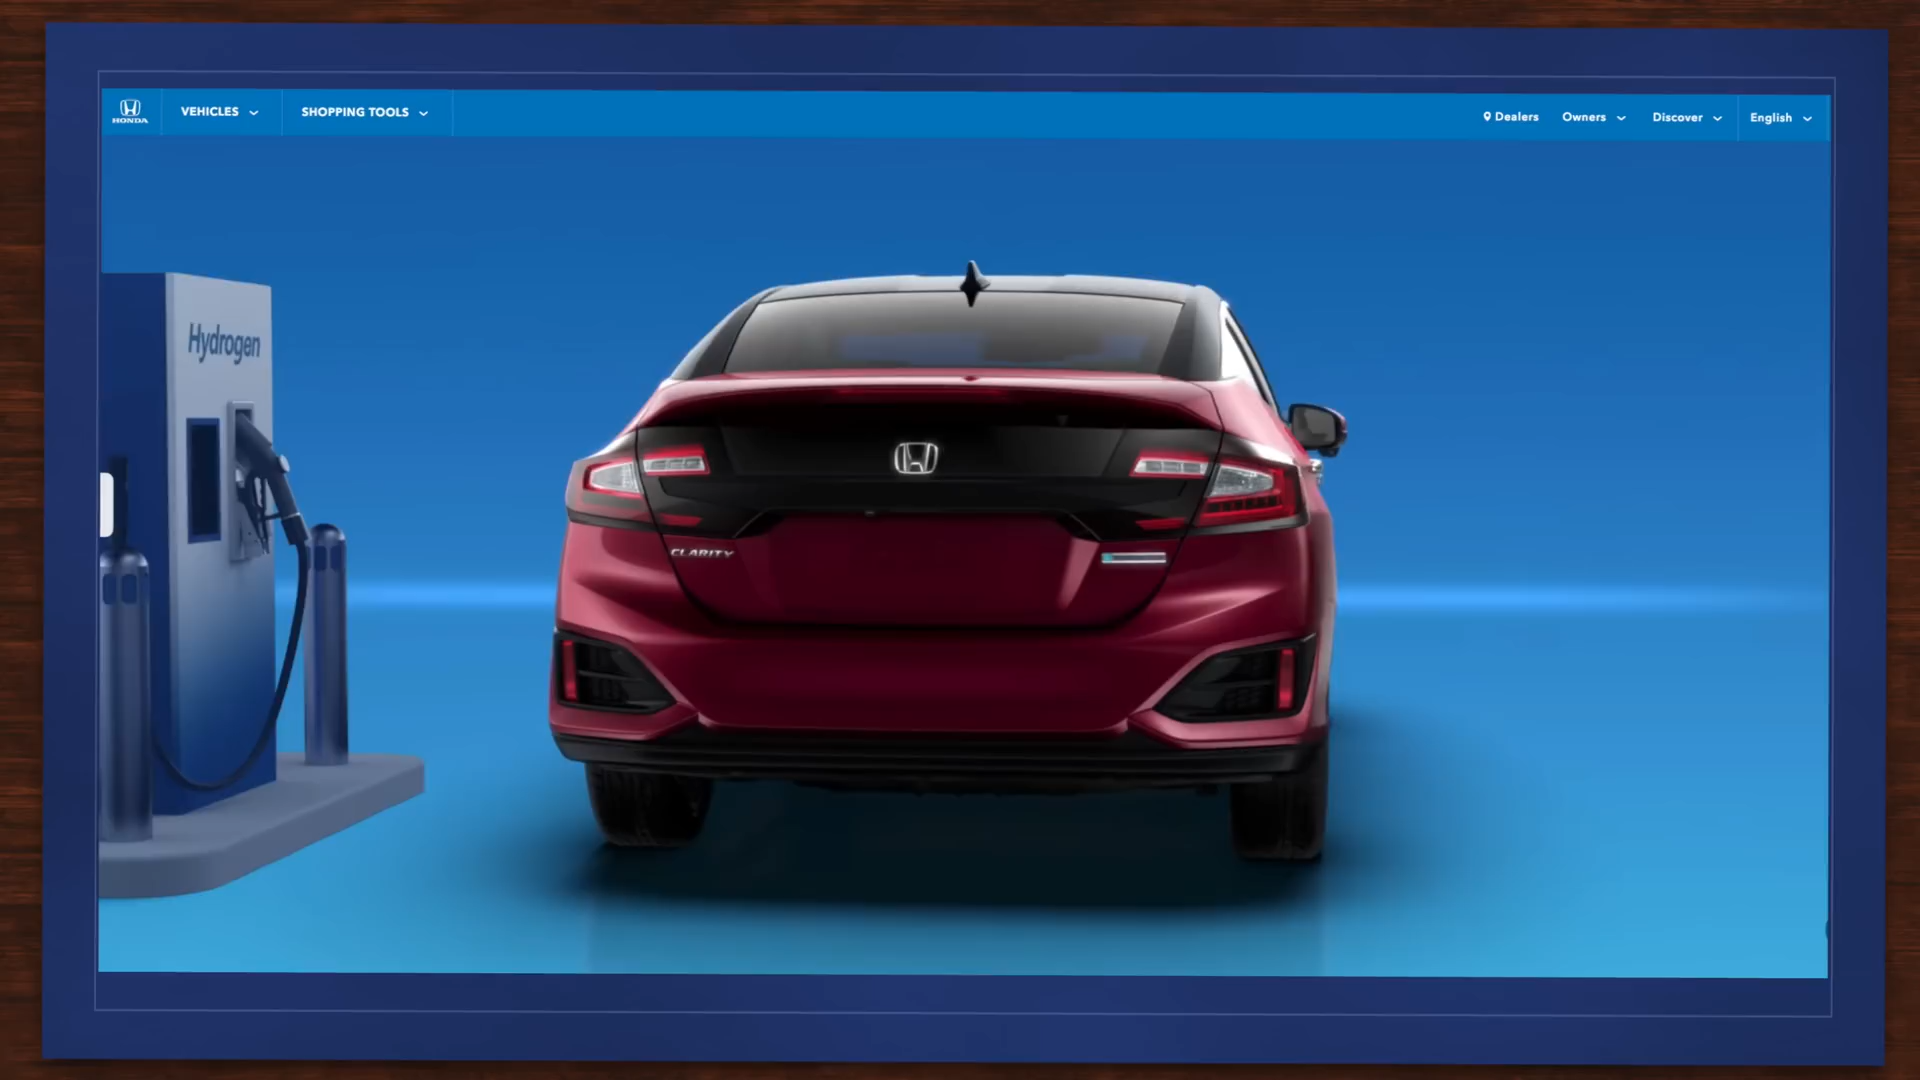 HONDA
VEHICLES
SHOPPING TOOLS
Dealers
Owners
Discover
English
Hydrogen
CLARITY